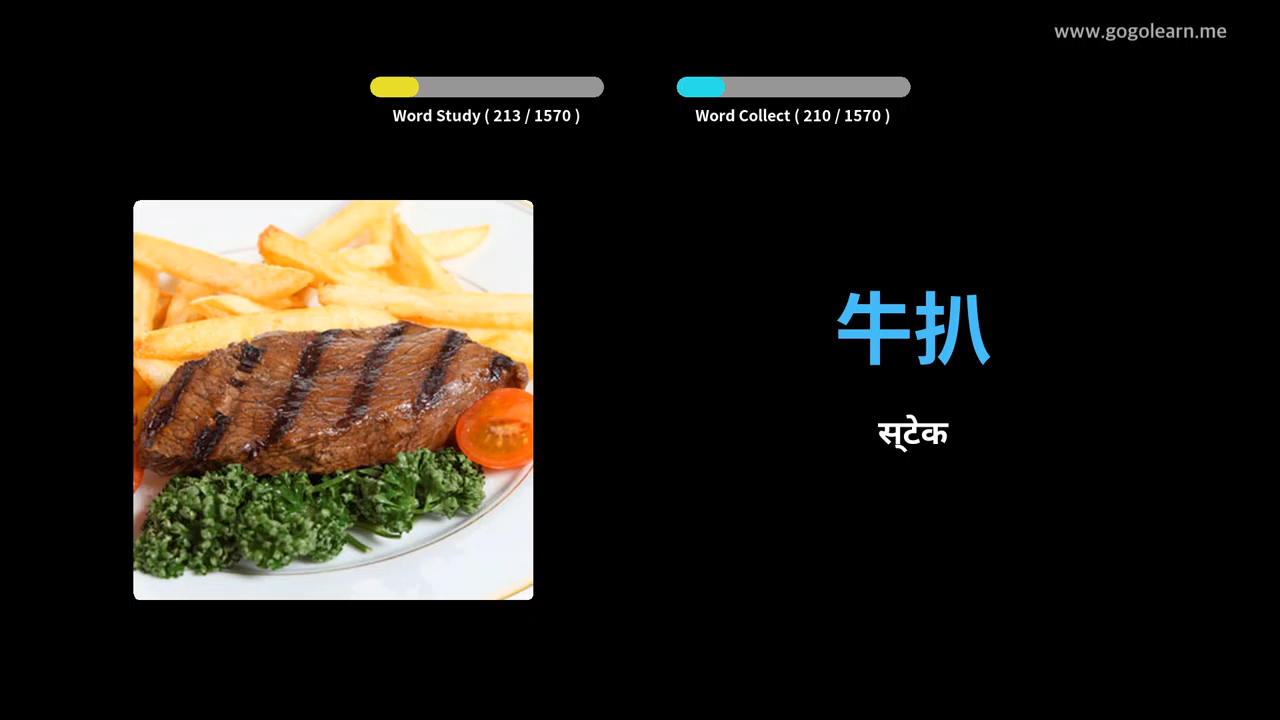 www.gogolearn.me
Word Study ( 213 / 1570 )
Word Collect ( 210 / 1570 )
牛扒
स्टेक